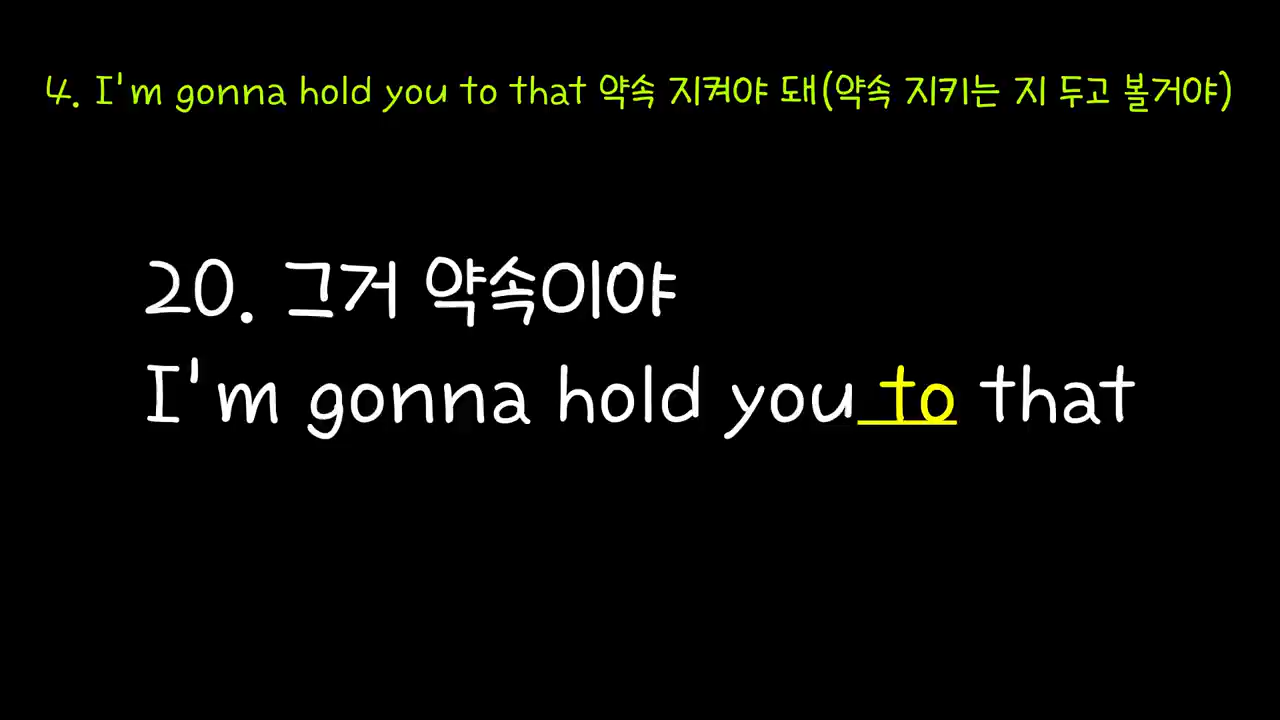 4. I'm gonna hold you to that 약속 지켜야 돼(약속 지키는 지 두고 볼거야)
20. 그거 약속이야
I'm gonna hold you to that